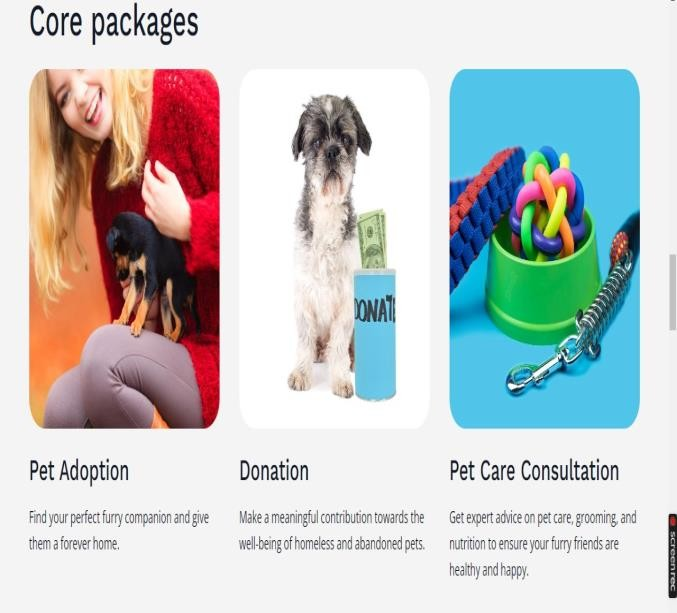 Core packages
DONATE
Pet Adoption
Donation
Pet Care Consultation
Find your perfect furry companion and give
them a forever home.
Make a meaningful contribution towards the
well-being of homeless and abandoned pets.
Get expert advice on pet care, grooming, and
nutrition to ensure your furry friends are
healthy and happy.
screenrec